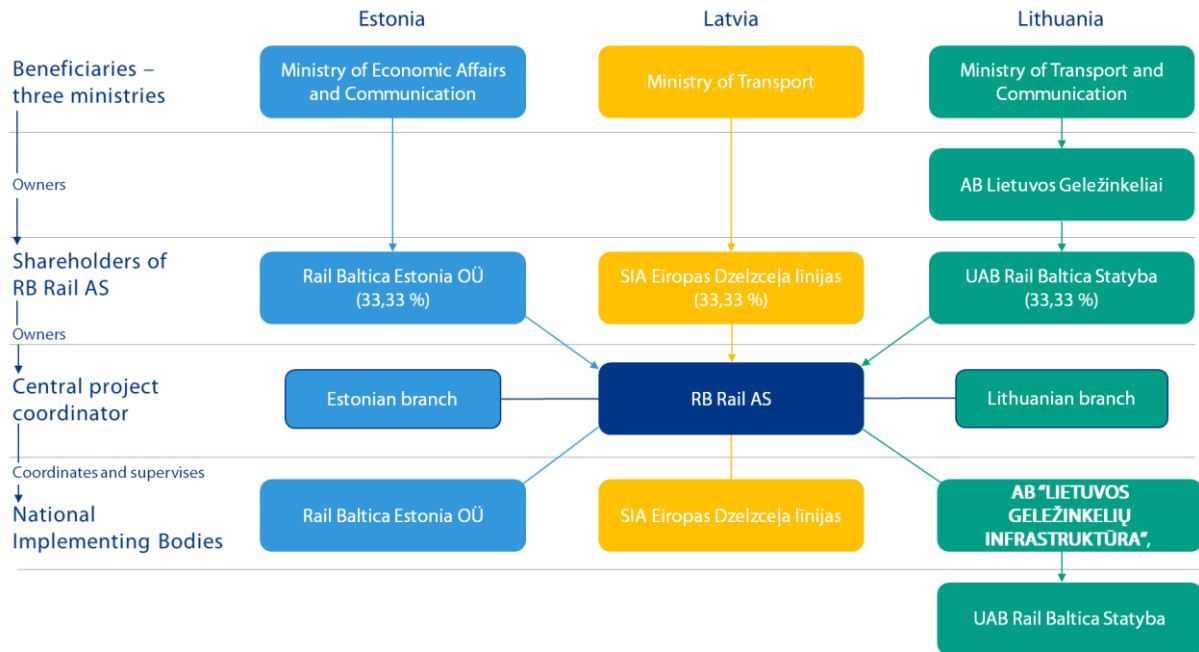 Estonia
Latvia
Lithuania
Beneficiaries –
three ministries
Ministry of Economic Affairs
and Communication
Ministry of Transport
Ministry of Transport and
Communication
Owners
AB Lietuvos Geležinkeliai
Shareholders of
RB Rail AS
Rail Baltica Estonia OÜ
(33,33 %)
SIA Eiropas Dzelzceļa līnijas
(33,33 %)
UAB Rail Baltica Statyba
(33,33 %)
Owners
Central project
coordinator
Estonian branch
RB Rail AS
Lithuanian branch
Coordinates and supervises
National
Implementing Bodies
Rail Baltica Estonia OÜ
SIA Eiropas Dzelzceļa līnijas
AB “LIETUVOS
GELEŽINKELIŲ
INFRASTRUKTŪRA”,
UAB Rail Baltica Statyba